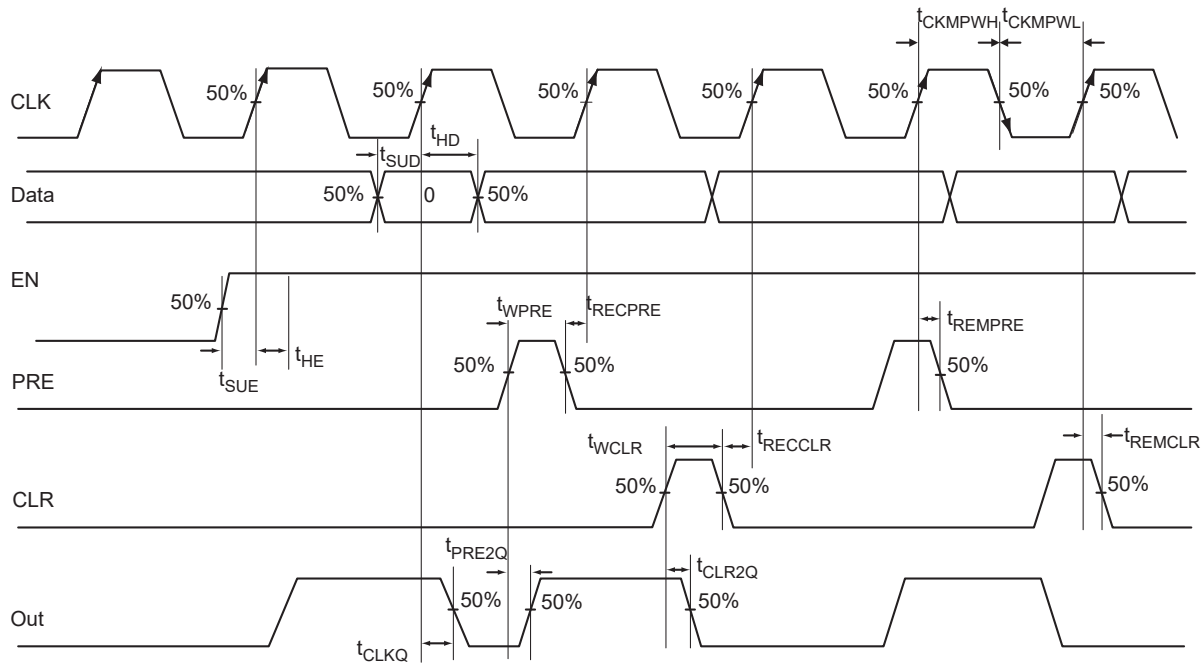 tCKMPWH tCKMPWL
CLK 50% 50% 50% 50% 50% 50% 50%
tSUD tHD
Data 50% 0 50%
EN
50% tWPRE tRECPRE
tREMPRE
tSUE tHE
PRE 50% 50% 50%
tWCLR tRECCLR tREMCLR
CLR 50% 50% 50%
tPRE2Q tCLR2Q
Out 50% 50% 50%
tCLKQ